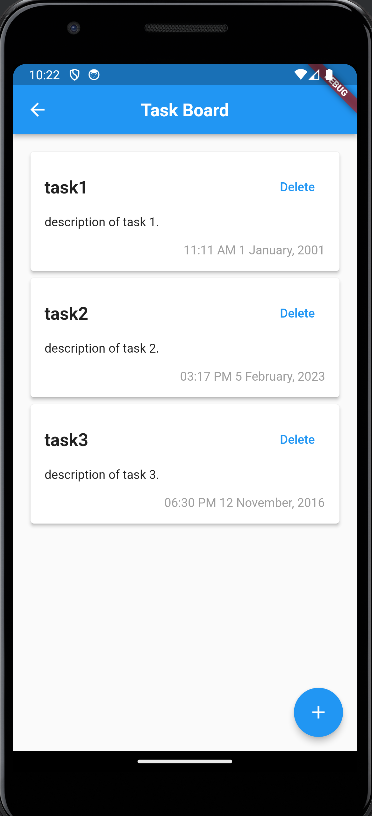 10:22
DEBUG
Task Board
task1
Delete
description of task 1.
11:11 AM 1 January, 2001
task2
Delete
description of task 2.
03:17 PM 5 February, 2023
task3
Delete
description of task 3.
06:30 PM 12 November, 2016